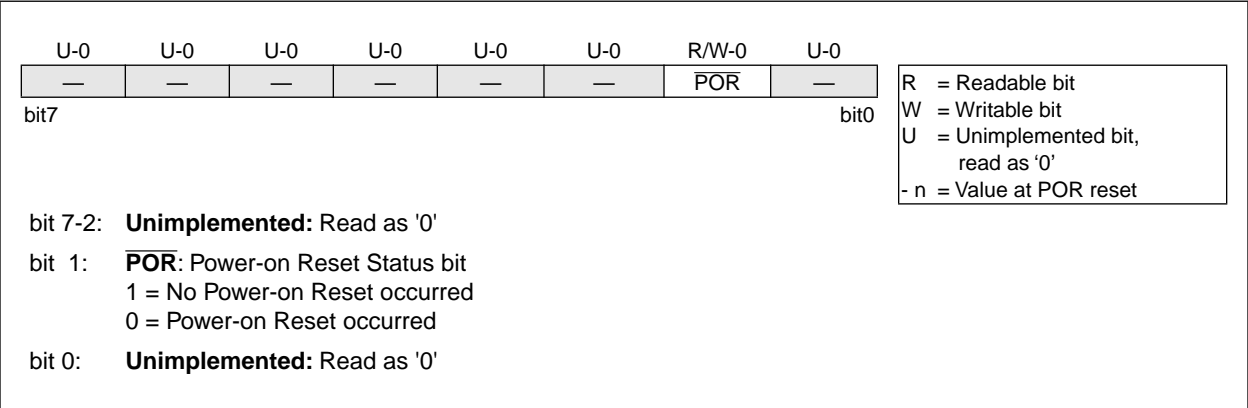 U-0 U-0 U-0 U-0 U-0 U-0 R/W-0 U-0
— — — — — — P̅O̅R̅ —
bit7 bit0
R = Readable bit
W = Writable bit
U = Unimplemented bit,
read as ‘0’
- n = Value at POR reset
bit 7-2: Unimplemented: Read as '0'
bit 1: P̅O̅R̅: Power-on Reset Status bit
1 = No Power-on Reset occurred
0 = Power-on Reset occurred
bit 0: Unimplemented: Read as '0'